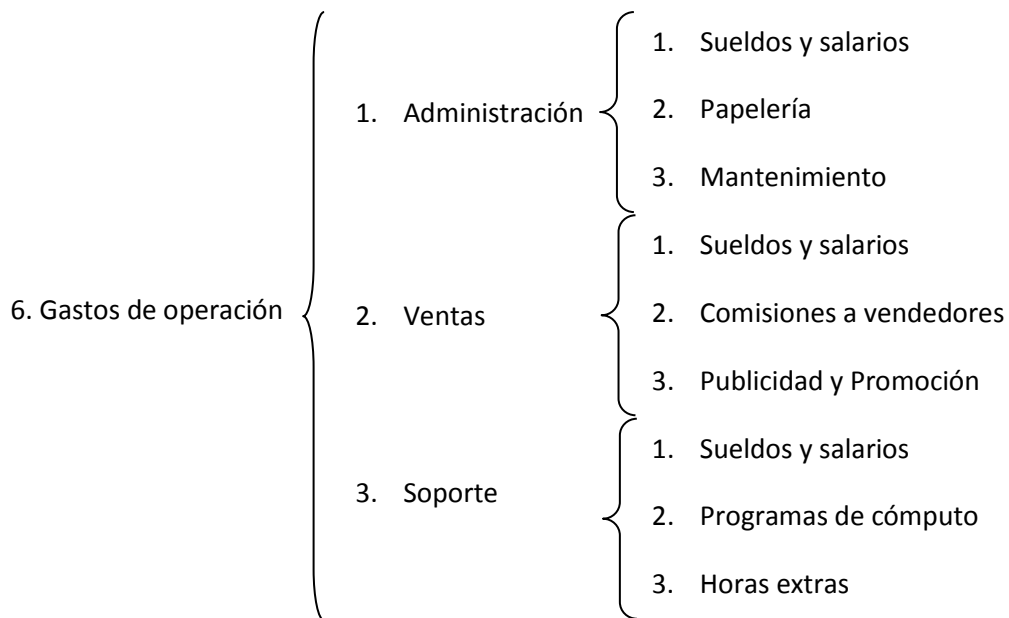 6. Gastos de operación
1. Administración
1. Sueldos y salarios
2. Papelería
3. Mantenimiento
2. Ventas
1. Sueldos y salarios
2. Comisiones a vendedores
3. Publicidad y Promoción
3. Soporte
1. Sueldos y salarios
2. Programas de cómputo
3. Horas extras